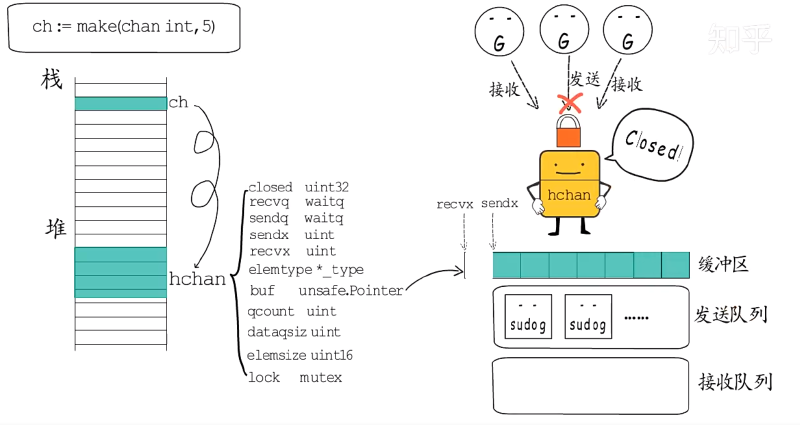 ch := make(chan int, 5)
知乎
G
G
G
接收
发送
接收
Closed!
hchan
栈
ch
堆
hchan
closed uint32
recvq waitq
sendq waitq
sendx uint
recvx uint
elemtype *_type
buf unsafe.Pointer
qcount uint
dataqsiz uint
elemsize uint16
lock mutex
recvx sendx
缓冲区
sudog
sudog
......
发送队列
接收队列